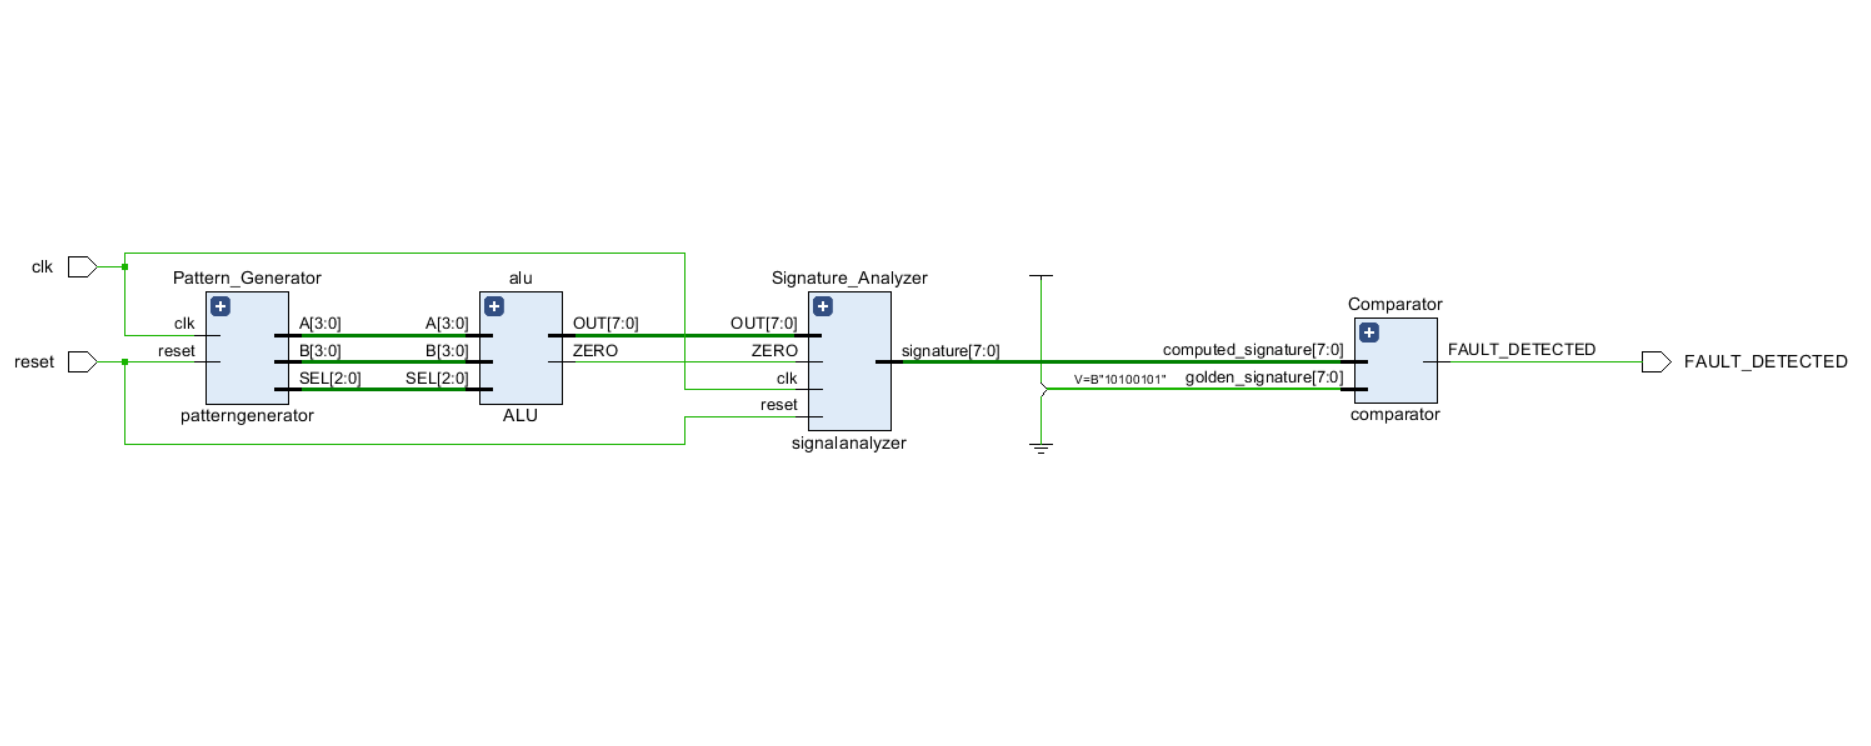 clk
reset
Pattern_Generator
clk
reset
A[3:0]
B[3:0]
SEL[2:0]
patterngenerator
alu
A[3:0]
B[3:0]
SEL[2:0]
OUT[7:0]
ZERO
ALU
Signature_Analyzer
OUT[7:0]
ZERO
clk
reset
signature[7:0]
signalanalyzer
V=B"10100101"
Comparator
computed_signature[7:0]
golden_signature[7:0]
FAULT_DETECTED
comparator
FAULT_DETECTED